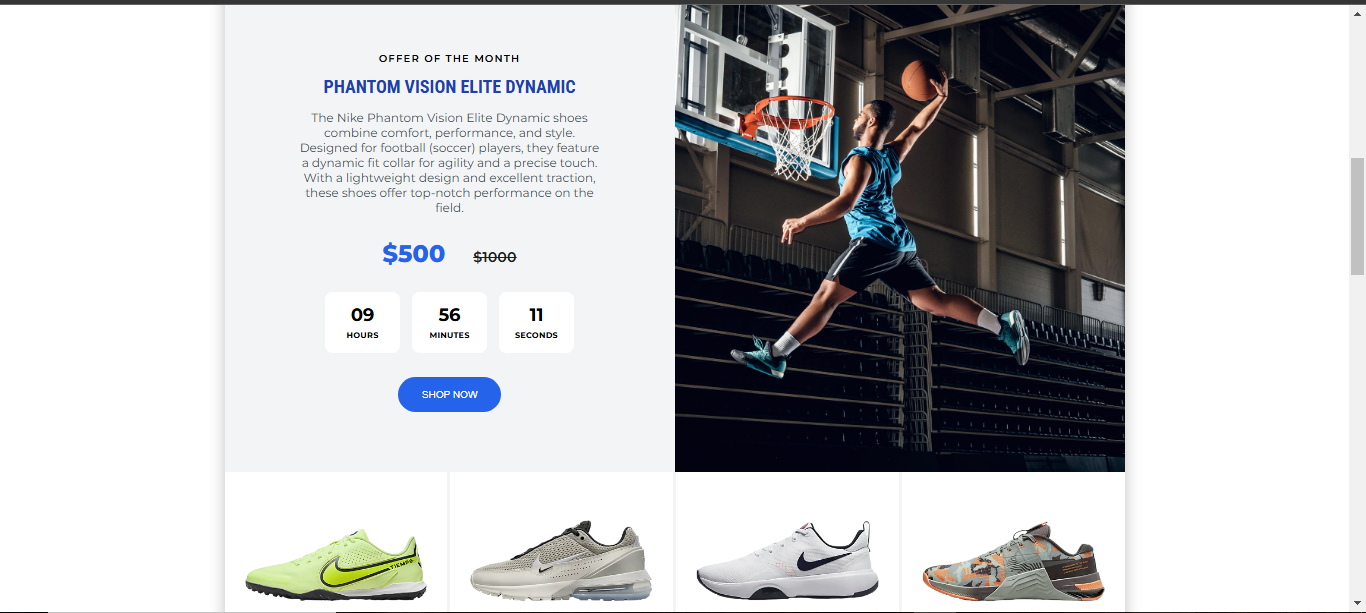 OFFER OF THE MONTH
PHANTOM VISION ELITE DYNAMIC
The Nike Phantom Vision Elite Dynamic shoes
combine comfort, performance, and style.
Designed for football (soccer) players, they feature
a dynamic fit collar for agility and a precise touch.
With a lightweight design and excellent traction,
these shoes offer top-notch performance on the
field.
$500 $1000
09 56 11
HOURS MINUTES SECONDS
SHOP NOW
TIEMPO